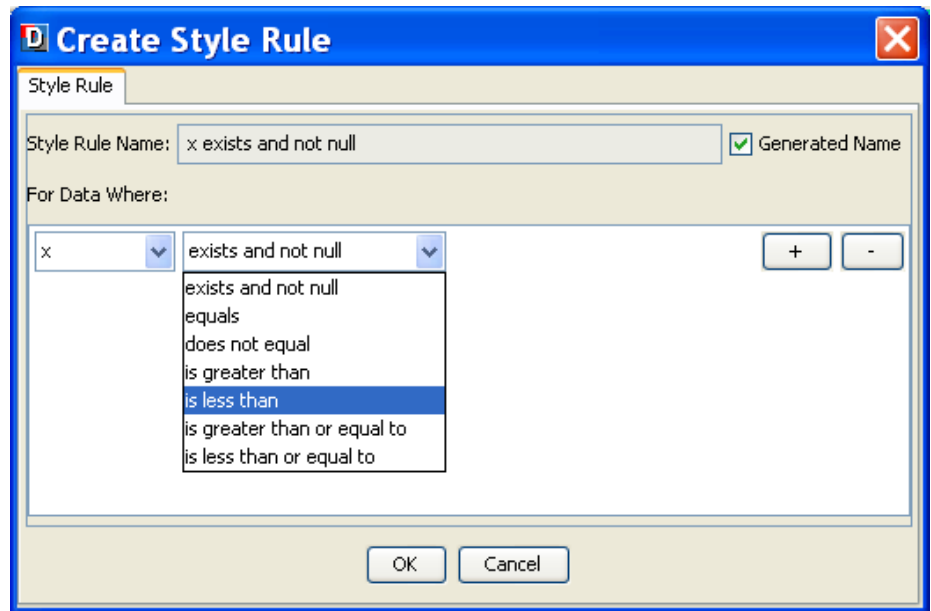 D Create Style Rule
Style Rule
Style Rule Name: x exists and not null Generated Name
For Data Where:
x exists and not null + -
exists and not null
equals
does not equal
is greater than
is less than
is greater than or equal to
is less than or equal to
OK Cancel